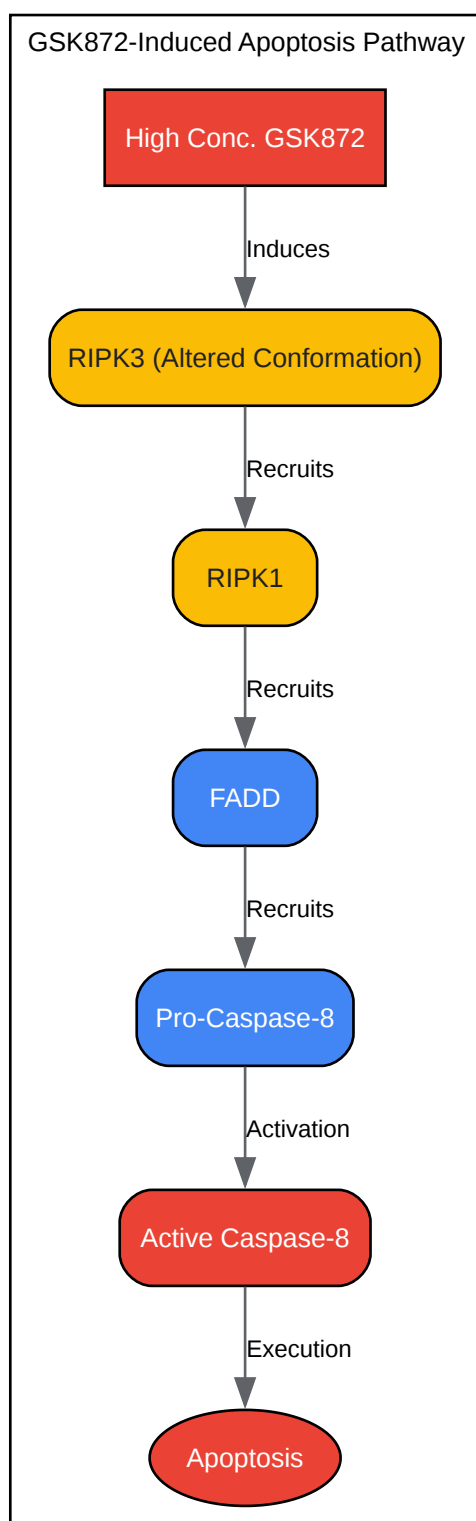 GSK872-Induced Apoptosis Pathway
High Conc. GSK872
Induces
RIPK3 (Altered Conformation)
Recruits
RIPK1
Recruits
FADD
Recruits
Pro-Caspase-8
Activation
Active Caspase-8
Execution
Apoptosis